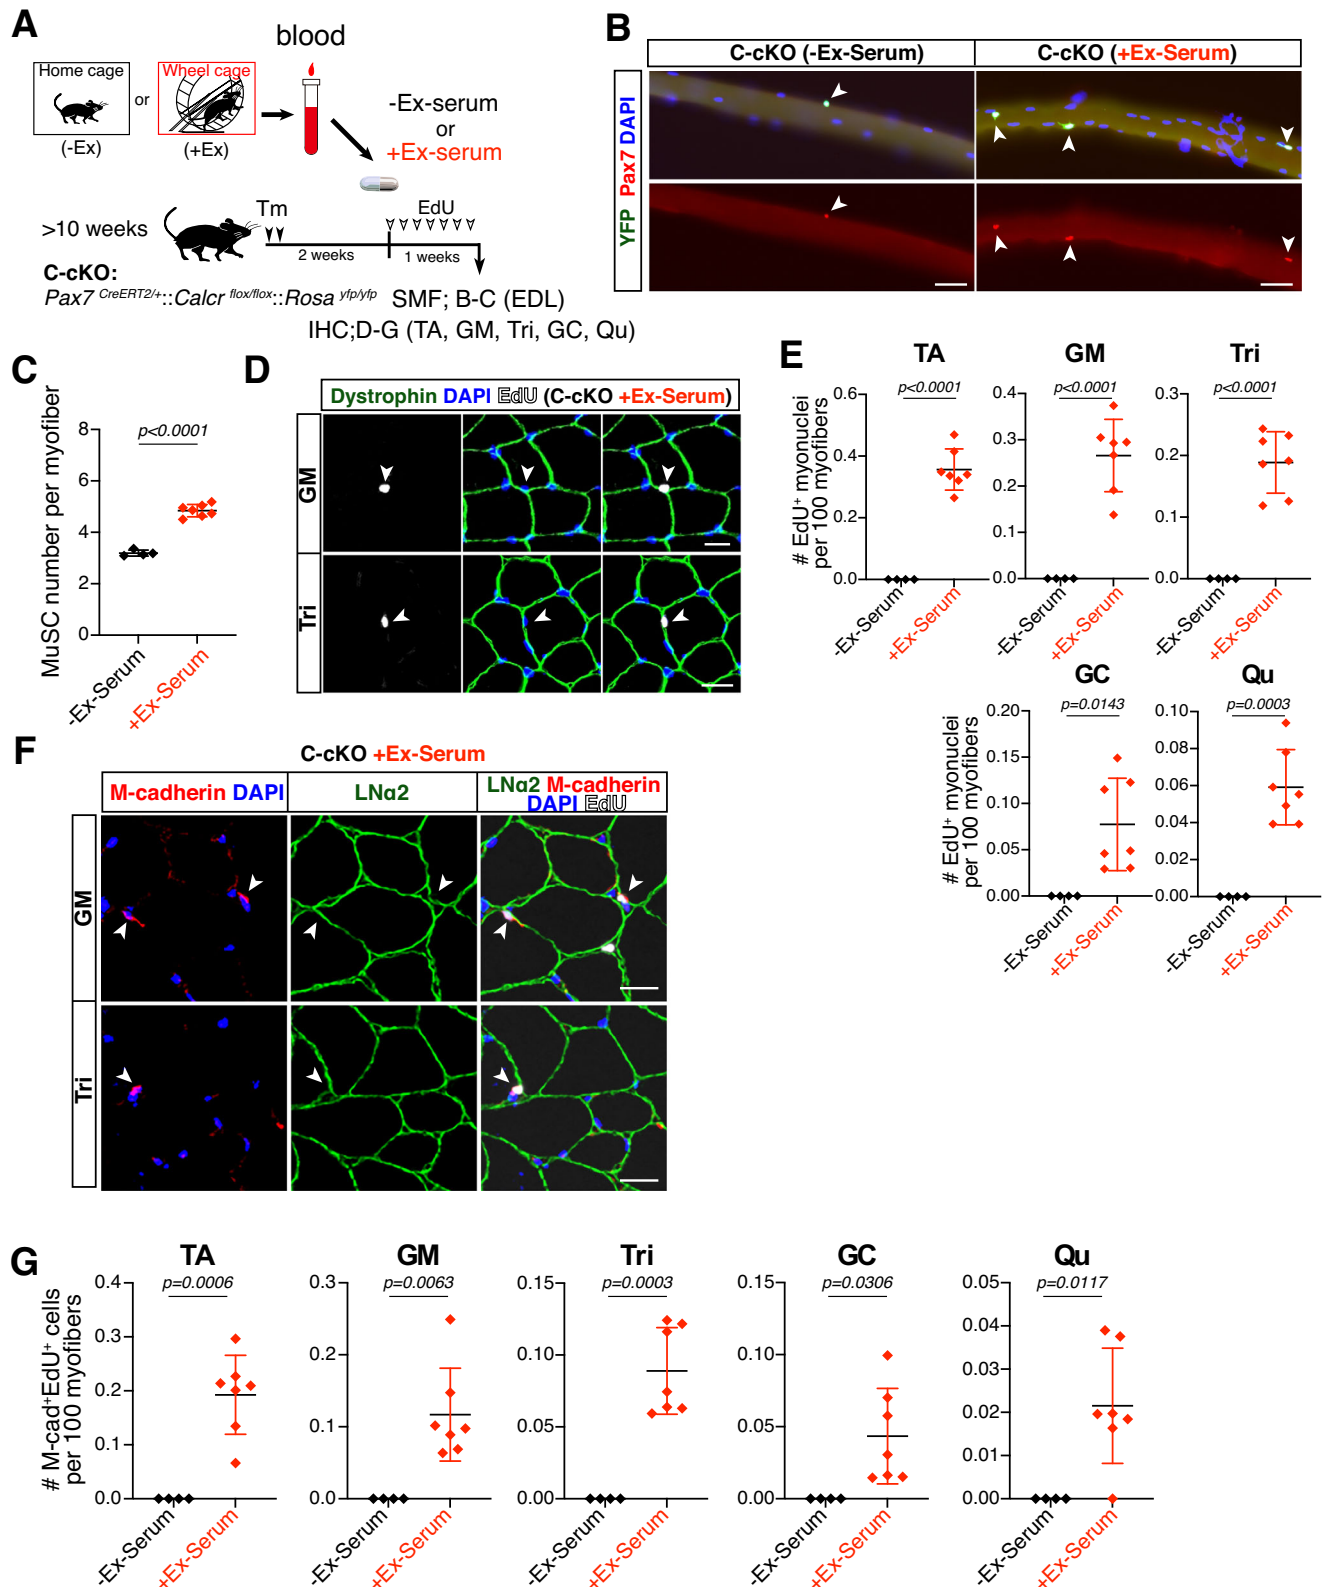 A
blood
Home cage
or
Wheel cage
(-Ex)
(+Ex)
-Ex-serum
or
+Ex-serum
>10 weeks
Tm
EdU
2 weeks
1 weeks
C-cKO:
Pax7 CreERT2/+::Calcr flox/flox::Rosa yfp/yfp
SMF; B-C (EDL)
IHC;D-G (TA, GM, Tri, GC, Qu)
B
C-cKO (-Ex-Serum)
C-cKO (+Ex-Serum)
YFP Pax7 DAPI
C
MuSC number per myofiber
8
6
4
2
0
p<0.0001
-Ex-Serum
+Ex-Serum
D
Dystrophin DAPI EdU (C-cKO +Ex-Serum)
GM
Tri
E
# EdU+ myonuclei
per 100 myofibers
TA
p<0.0001
0.6
0.4
0.2
0.0
-Ex-Serum
+Ex-Serum
GM
p<0.0001
0.4
0.3
0.2
0.1
0.0
-Ex-Serum
+Ex-Serum
Tri
p<0.0001
0.3
0.2
0.1
0.0
-Ex-Serum
+Ex-Serum
# EdU+ myonuclei
per 100 myofibers
GC
p=0.0143
0.20
0.15
0.10
0.05
0.00
-Ex-Serum
+Ex-Serum
Qu
p=0.0003
0.10
0.08
0.06
0.04
0.02
0.00
-Ex-Serum
+Ex-Serum
F
C-cKO +Ex-Serum
M-cadherin DAPI
LNα2
LNα2 M-cadherin
DAPI EdU
GM
Tri
G
# M-cad+EdU+ cells
per 100 myofibers
TA
p=0.0006
0.4
0.3
0.2
0.1
0.0
-Ex-Serum
+Ex-Serum
GM
p=0.0063
0.3
0.2
0.1
0.0
-Ex-Serum
+Ex-Serum
Tri
p=0.0003
0.15
0.10
0.05
0.00
-Ex-Serum
+Ex-Serum
GC
p=0.0306
0.15
0.10
0.05
0.00
-Ex-Serum
+Ex-Serum
Qu
p=0.0117
0.05
0.04
0.03
0.02
0.01
0.00
-Ex-Serum
+Ex-Serum